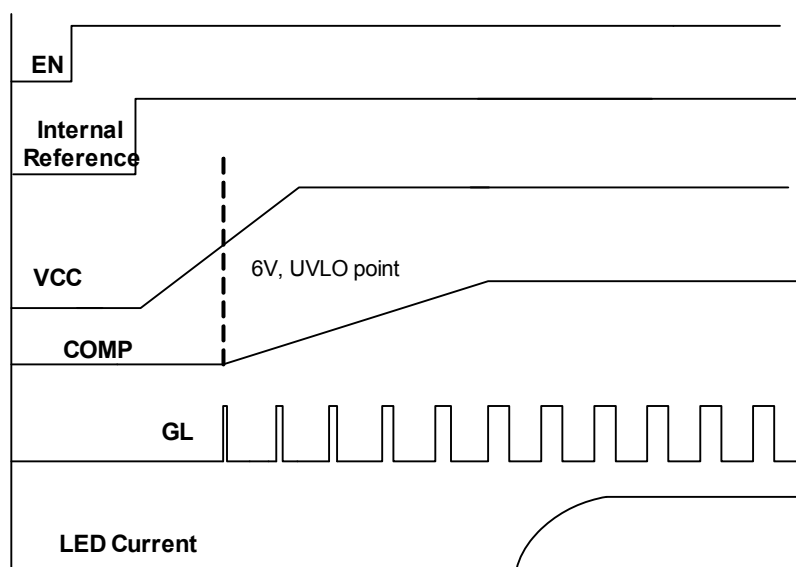 EN
Internal
Reference
VCC
6V, UVLO point
COMP
GL
LED Current